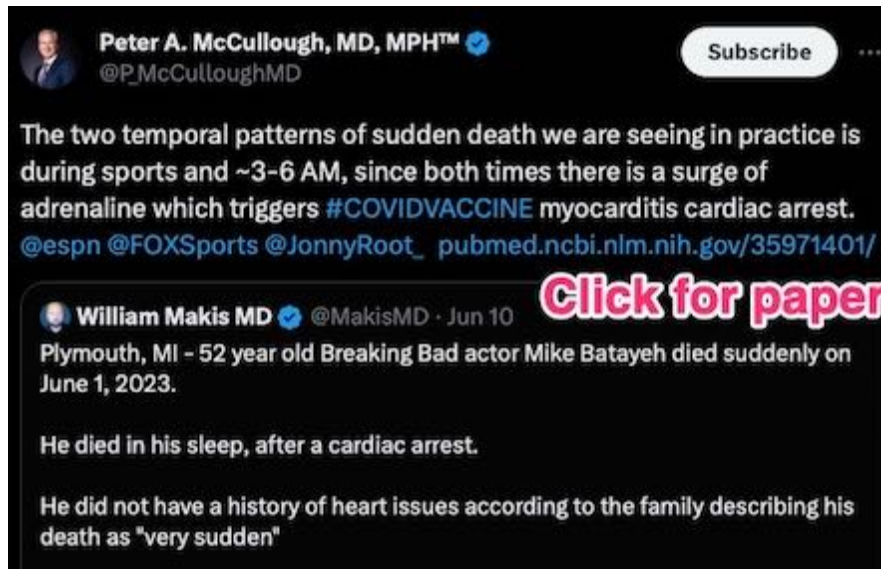 Peter A. McCullough, MD, MPH™
Subscribe
@P_McCulloughMD
The two temporal patterns of sudden death we are seeing in practice is
during sports and ~3-6 AM, since both times there is a surge of
adrenaline which triggers #COVIDVACCINE myocarditis cardiac arrest.
@espn @FOXSports @JonnyRoot_ pubmed.ncbi.nlm.nih.gov/35971401/
Click for paper
William Makis MD @MakisMD · Jun 10
Plymouth, MI - 52 year old Breaking Bad actor Mike Batayeh died suddenly on
June 1, 2023.
He died in his sleep, after a cardiac arrest.
He did not have a history of heart issues according to the family describing his
death as "very sudden"